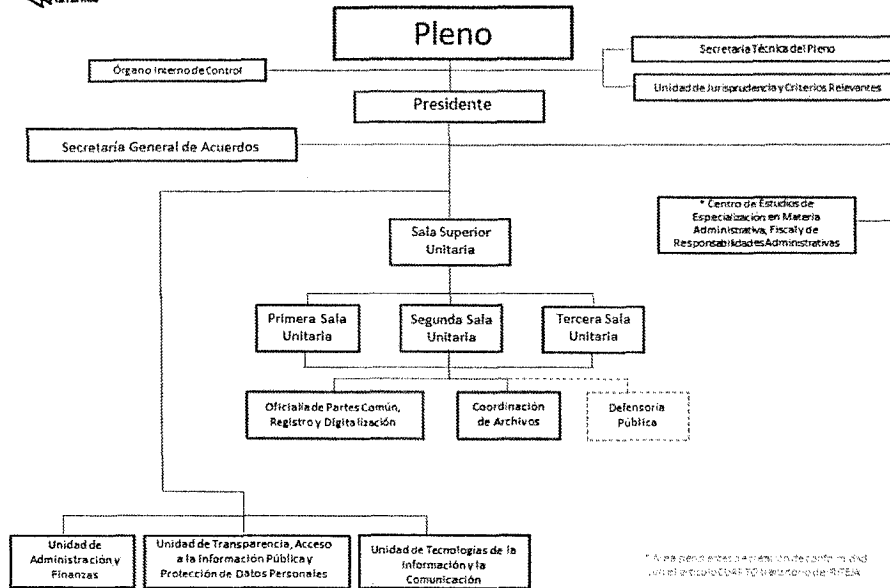 Pleno
Secretaría Técnica del Pleno
Órgano Interno de Control
Unidad de Jurisprudencia y Criterios Relevantes
Presidente
Secretaría General de Acuerdos
* Centro de Estudios de
Especialización en Materia
Administrativa, Fiscal y de
Responsabilidades Administrativas
Sala Superior
Unitaria
Primera Sala
Unitaria
Segunda Sala
Unitaria
Tercera Sala
Unitaria
Oficialía de Partes Común,
Registro y Digitalización
Coordinación
de Archivos
Defensoría
Pública
Unidad de
Administración y
Finanzas
Unidad de Transparencia, Acceso
a la Información Pública y
Protección de Datos Personales
Unidad de Tecnologías de la
Información y la
Comunicación